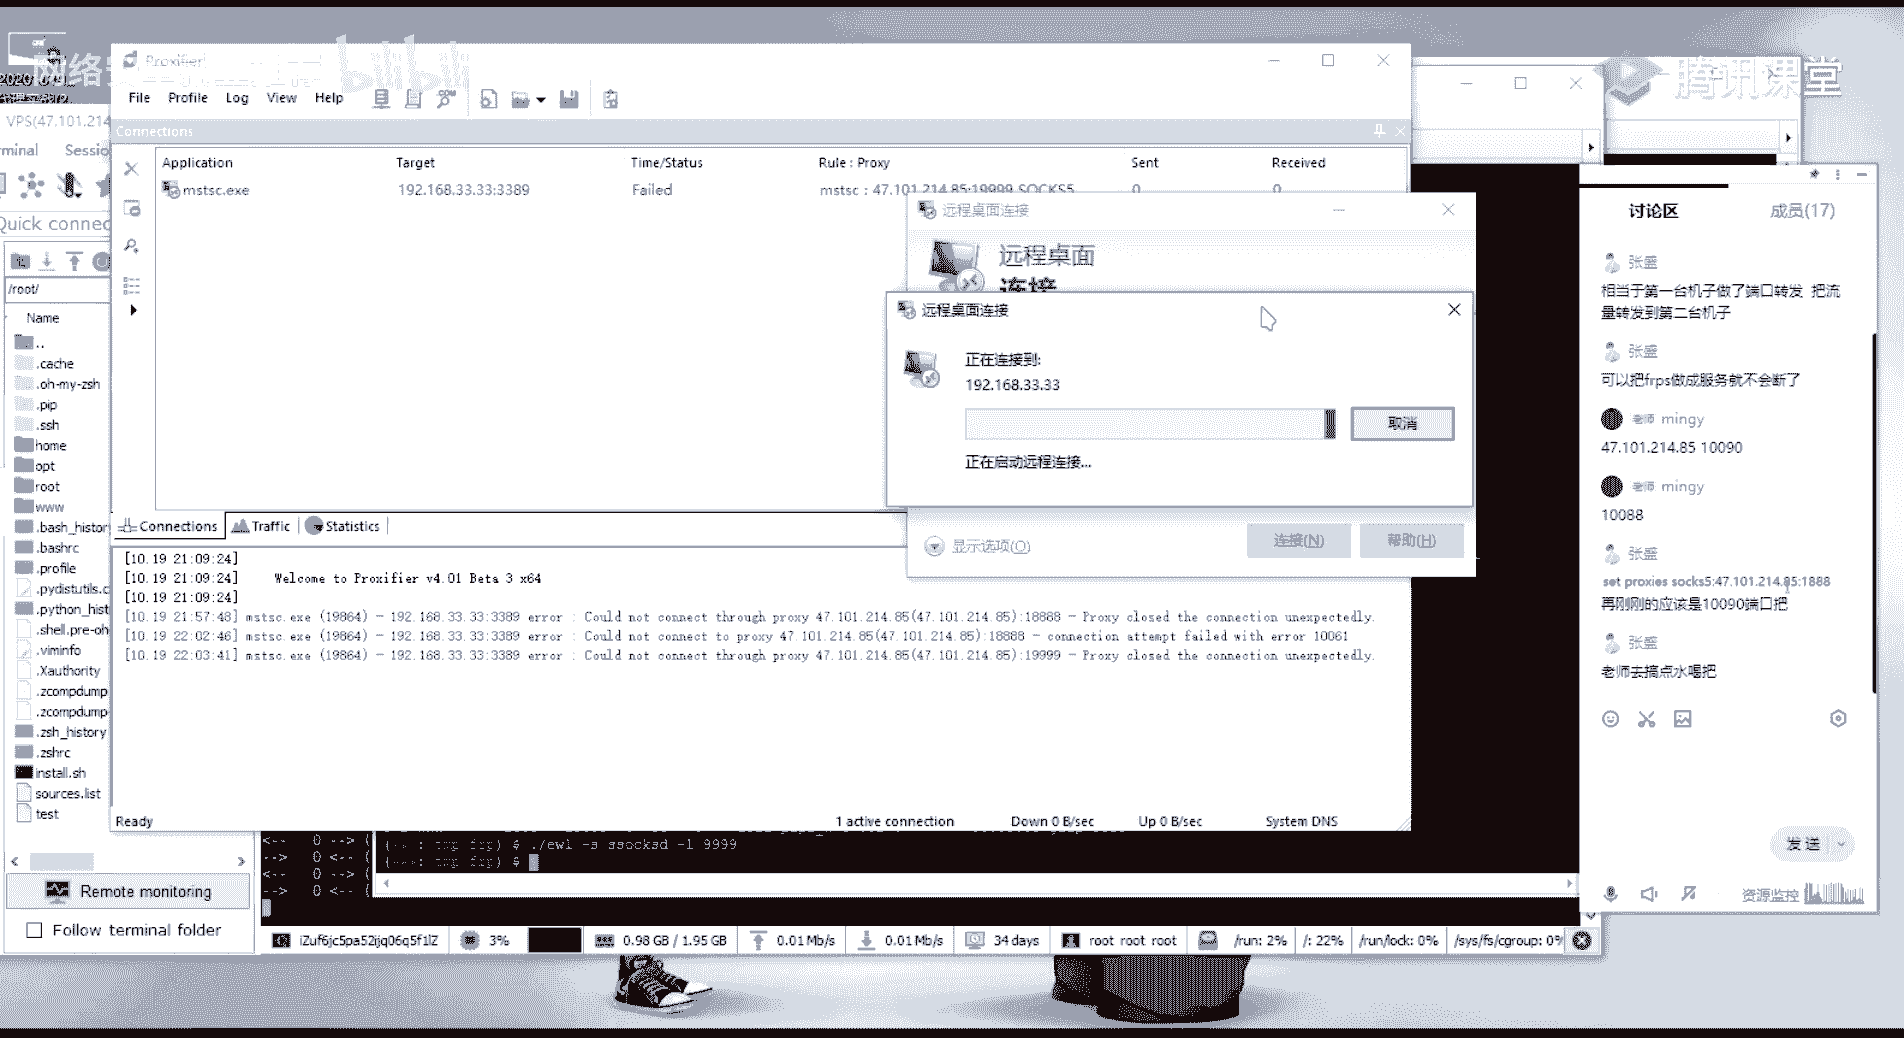 Proxifier
bilibili
腾讯课堂
File Profile Log View Help
VPS(47.101.214
Connections
minal Sessio
Application Target Time/Status Rule : Proxy Sent Received
mstsc.exe 192.168.33.33:3389 Failed mstsc : 47.101.214.85:19999 SOCKS5 0 0
Quick connec
/root/
Name
..
.cache
.oh-my-zsh
.pip
.ssh
home
opt
root
www
.bash_history
.bashrc
.profile
.pydistutils.c
.python_hist
.shell.pre-oh
.viminfo
.Xauthority
.zcompdump
.zcompdump
.zsh_history
.zshrc
install.sh
sources.list
test
Remote monitoring
Follow terminal folder
远程桌面连接
远程桌面
连接
远程桌面连接
正在连接到:
192.168.33.33
取消
正在启动远程连接...
显示选项(O) 连接(N) 帮助(H)
Connections Traffic Statistics
[10.19 21:09:24]
[10.19 21:09:24] Welcome to Proxifier v4.01 Beta 3 x64
[10.19 21:09:24]
[10.19 21:57:48] mstsc.exe (19864) - 192.168.33.33:3389 error : Could not connect through proxy 47.101.214.85(47.101.214.85):18888 - Proxy closed the connection unexpectedly.
[10.19 22:02:46] mstsc.exe (19864) - 192.168.33.33:3389 error : Could not connect to proxy 47.101.214.85(47.101.214.85):18888 - connection attempt failed with error 10061
[10.19 22:03:41] mstsc.exe (19864) - 192.168.33.33:3389 error : Could not connect through proxy 47.101.214.85(47.101.214.85):19999 - Proxy closed the connection unexpectedly.
Ready 1 active connection Down 0 B/sec Up 0 B/sec System DNS
<-- 0 --> (
--> 0 <-- (
<-- 0 --> (
--> 0 <-- (
$ ./ewl -s ssocksd -l 9999
$
iZuf6jc5pa52ijq06q5f1lZ 3% 0.98 GB / 1.95 GB 0.01 Mb/s 0.01 Mb/s 34 days root root root /run: 2% /: 22% /run/lock: 0% /sys/fs/cgroup: 0%
讨论区 成员(17)
张盛
相当于第一台机子做了端口转发 把流
量转发到第二台机子
张盛
可以把frps做成服务就不会断了
老师 mingy
47.101.214.85 10090
老师 mingy
10088
张盛
set proxies socks5:47.101.214.85:1888
再刚刚的应该是10090端口把
张盛
老师去搞点水喝把
发送
资源监控